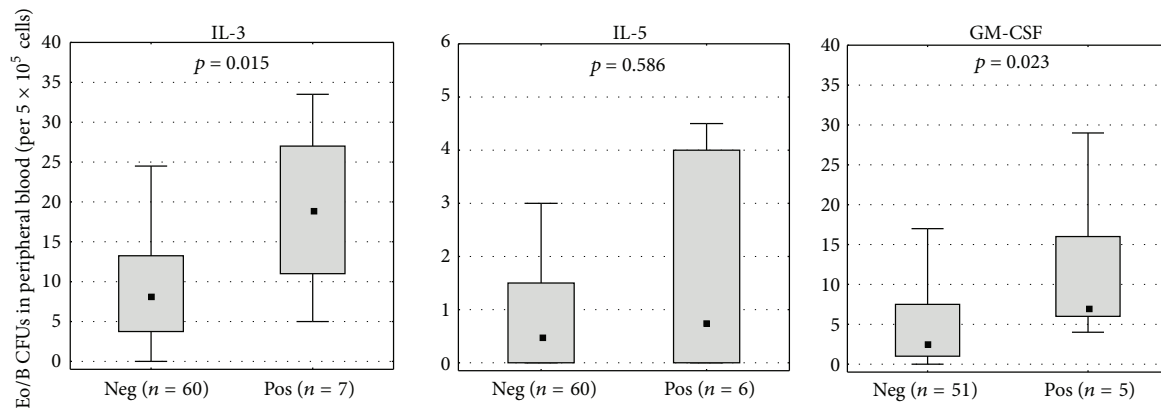 Eo/B CFUs in peripheral blood (per 5 × 10⁵ cells)
IL-3
p = 0.015
40
35
30
25
20
15
10
5
0
Neg (n = 60) Pos (n = 7)
IL-5
p = 0.586
6
5
4
3
2
1
0
Neg (n = 60) Pos (n = 6)
GM-CSF
p = 0.023
40
35
30
25
20
15
10
5
0
Neg (n = 51) Pos (n = 5)